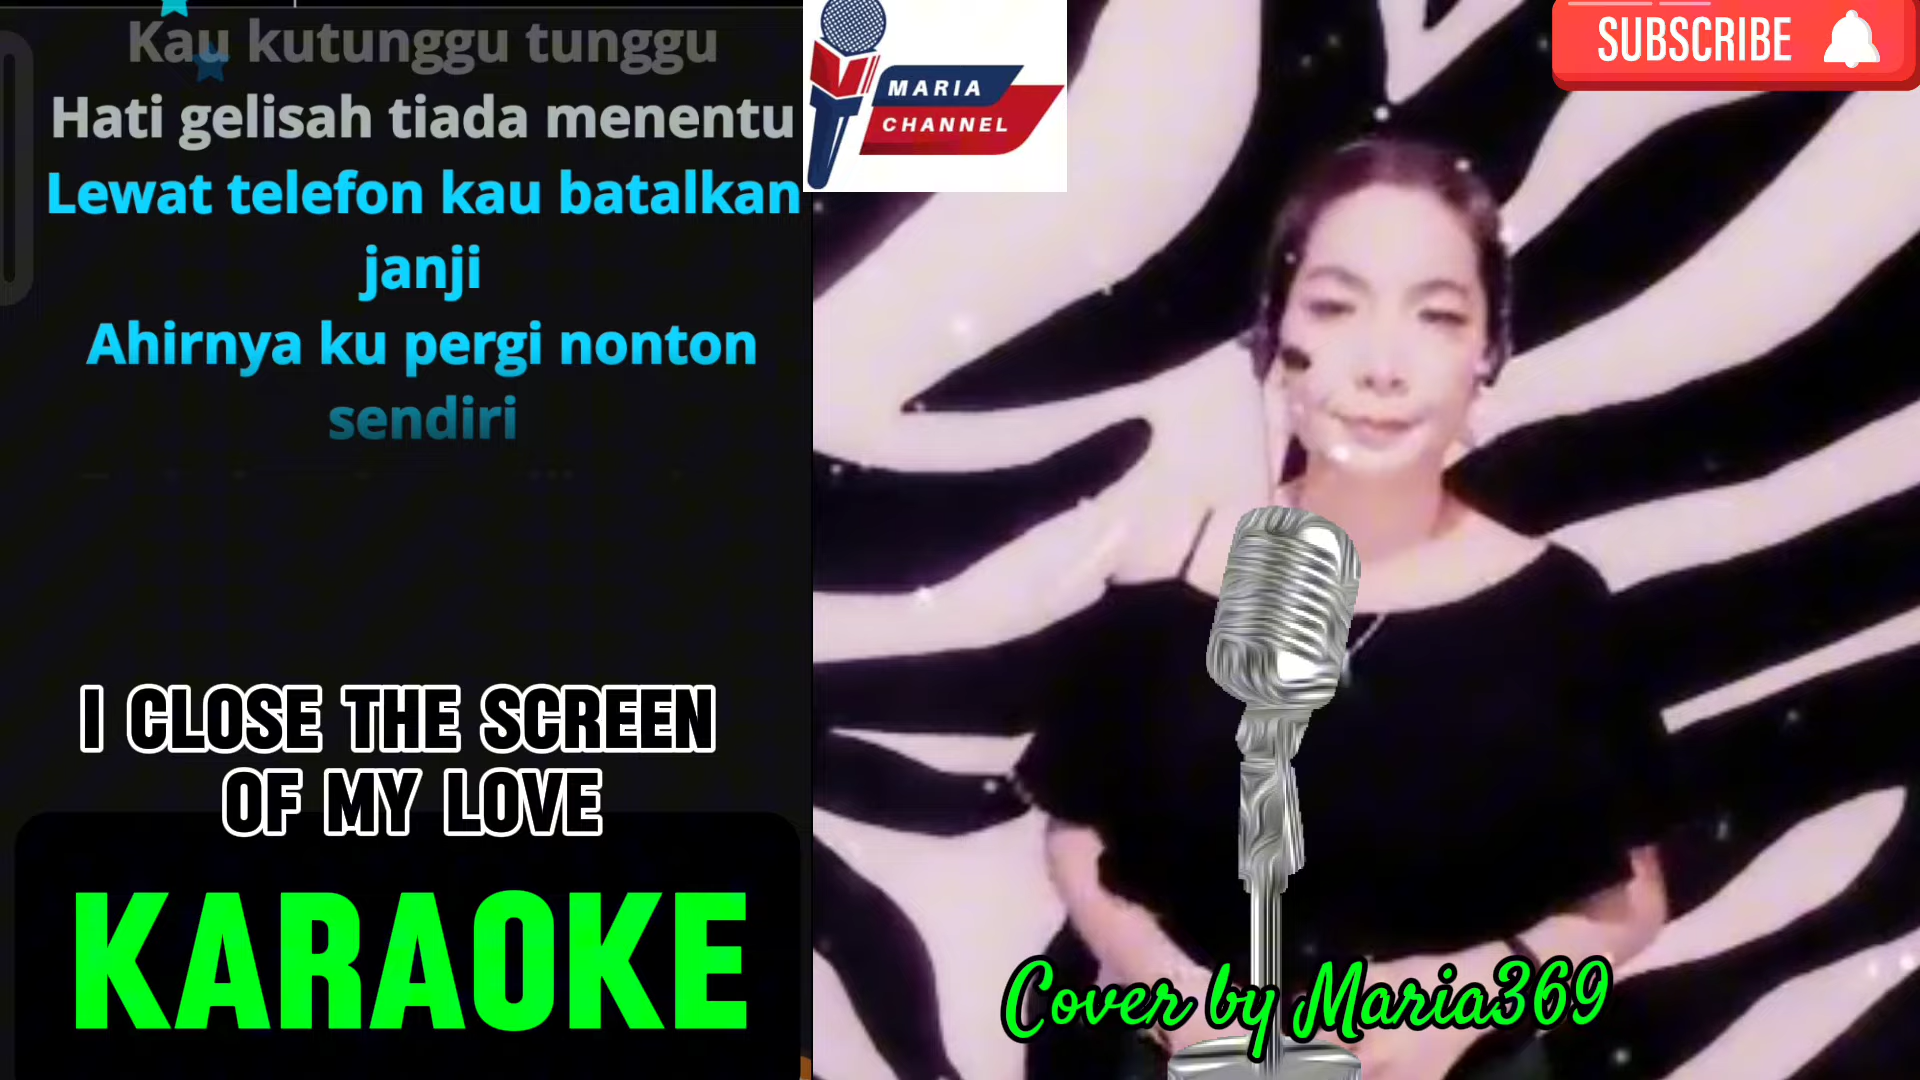 Kau kutunggu tunggu
Hati gelisah tiada menentu
Lewat telefon kau batalkan
janji
Ahirnya ku pergi nonton
sendiri
I CLOSE THE SCREEN
OF MY LOVE
KARAOKE
MARIA
CHANNEL
SUBSCRIBE
Cover by Maria369